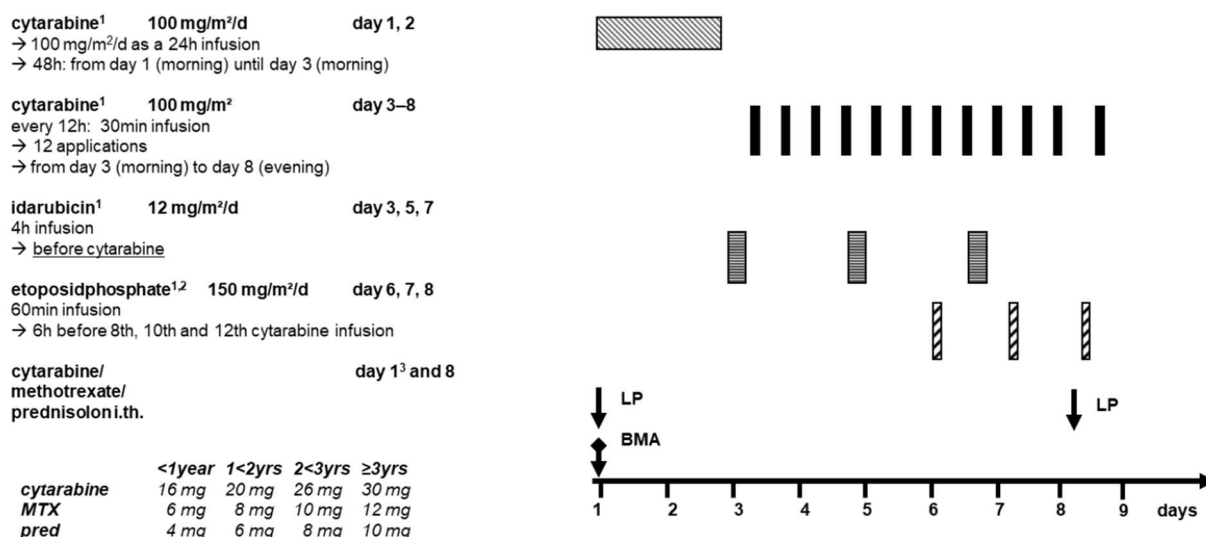 cytarabine¹ 100 mg/m²/d day 1, 2
→ 100 mg/m²/d as a 24h infusion
→ 48h: from day 1 (morning) until day 3 (morning)
cytarabine¹ 100 mg/m² day 3–8
every 12h: 30min infusion
→ 12 applications
→ from day 3 (morning) to day 8 (evening)
idarubicin¹ 12 mg/m²/d day 3, 5, 7
4h infusion
→ before cytarabine
etoposidphosphate¹,² 150 mg/m²/d day 6, 7, 8
60min infusion
→ 6h before 8th, 10th and 12th cytarabine infusion
cytarabine/ day 1³ and 8
methotrexate/
prednisolon i.th.
LP LP
BMA
<1year 1<2yrs 2<3yrs ≥3yrs
cytarabine 16 mg 20 mg 26 mg 30 mg
MTX 6 mg 8 mg 10 mg 12 mg
pred 4 mg 6 mg 8 mg 10 mg
1 2 3 4 5 6 7 8 9 days